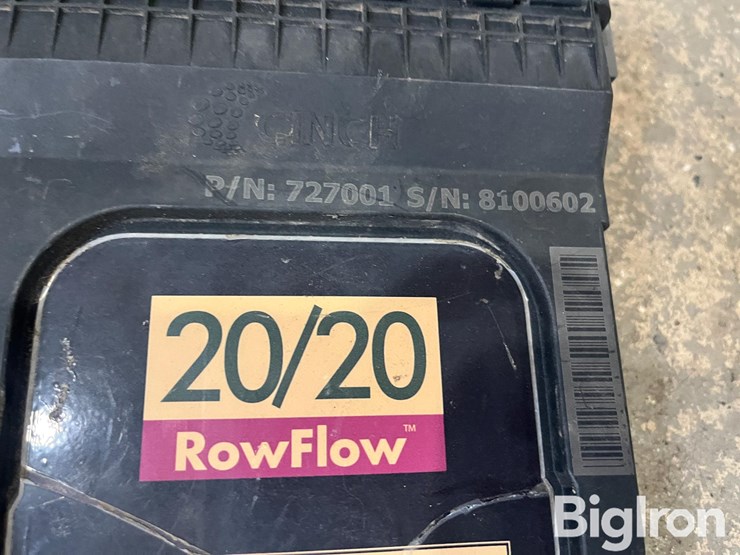 CINCH
P/N: 727001 S/N: 8100602
20/20
RowFlow™
BigIron